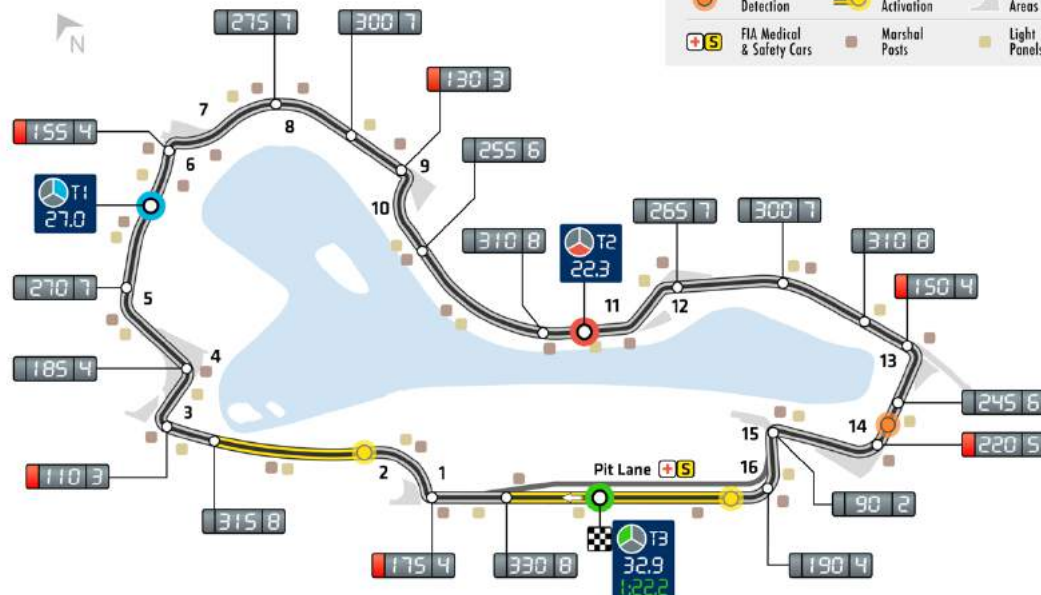 Detection
Activation
Areas
+ S
FIA Medical
& Safety Cars
Marshal
Posts
Light
Panels
N
275 7
300 7
130 3
7
8
155 4
6
9
255 6
T1
27.0
10
310 8
T2
22.3
265 7
300 7
310 8
150 4
270 7
5
11
12
185 4
4
13
3
245 6
14
220 5
110 3
2
1
Pit Lane + S
15
16
90 2
315 8
175 4
330 8
T3
32.9
1:22.2
190 4